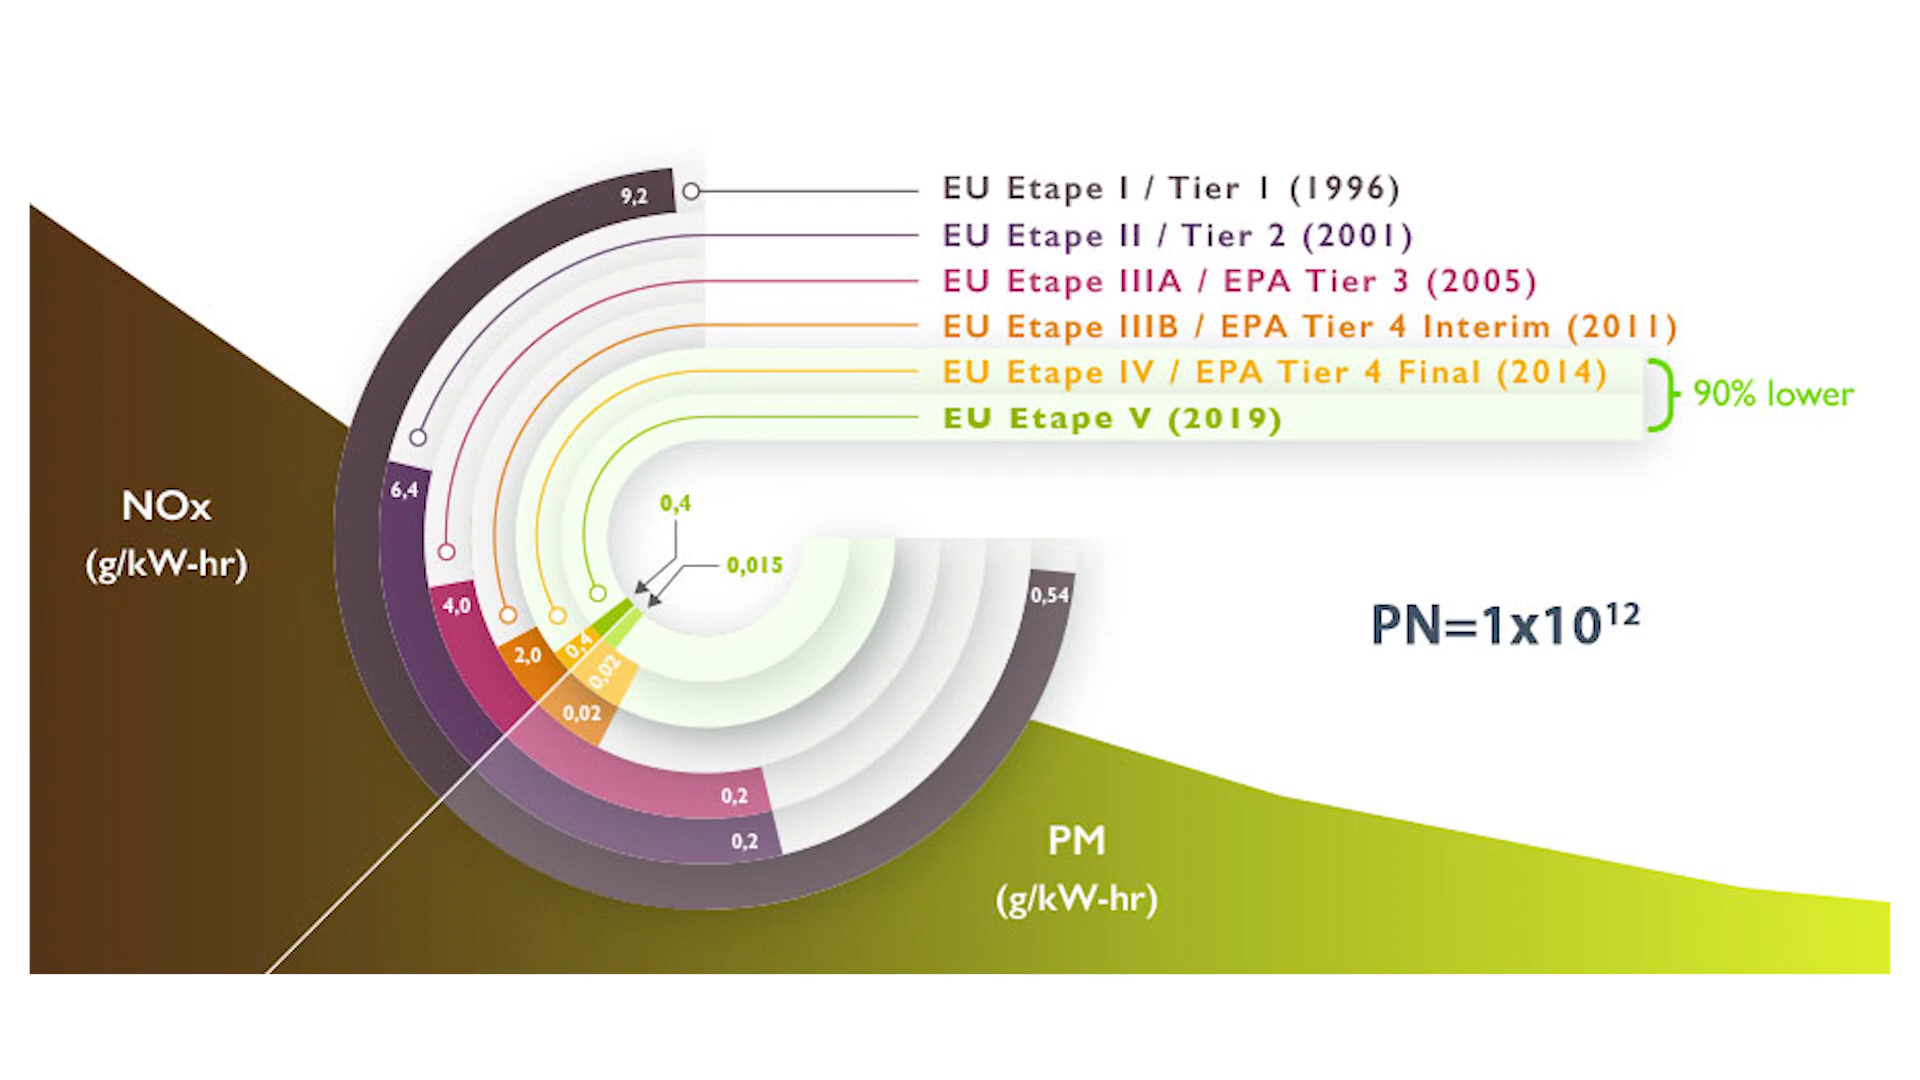 9,2
EU Etape I / Tier 1 (1996)
EU Etape II / Tier 2 (2001)
EU Etape IIIA / EPA Tier 3 (2005)
EU Etape IIIB / EPA Tier 4 Interim (2011)
EU Etape IV / EPA Tier 4 Final (2014)
90% lower
EU Etape V (2019)
NOx
(g/kW-hr)
6,4
0,4
0,015
4,0
0,54
PN=1x10¹²
2,0
0,4
0,02
0,02
0,2
0,2
PM
(g/kW-hr)